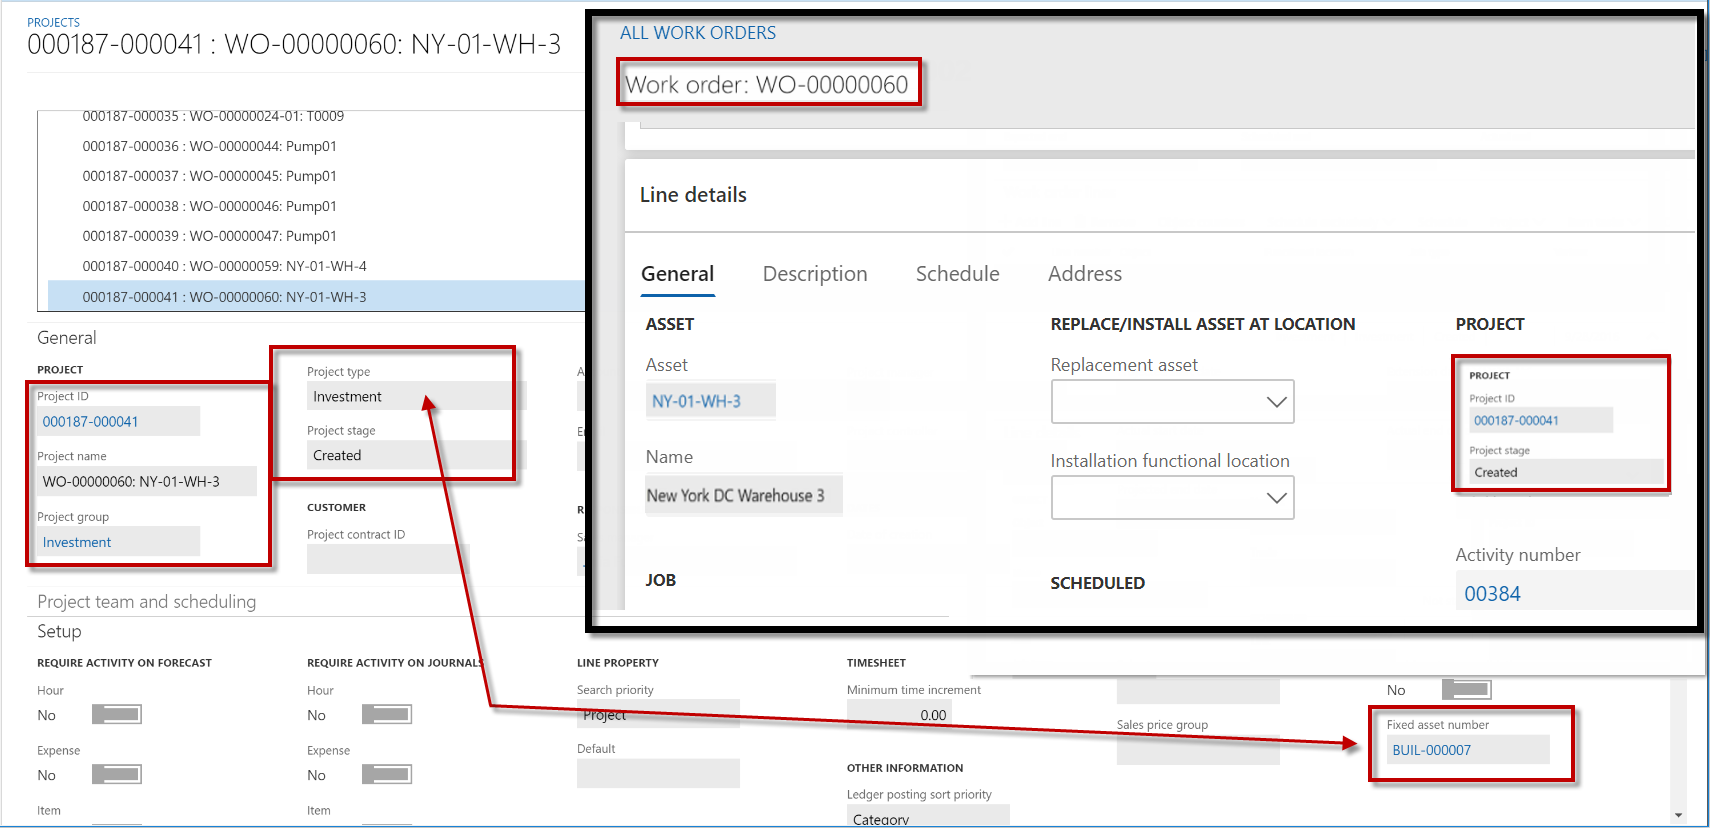 PROJECTS
000187-000041 : WO-00000060: NY-01-WH-3
000187-000035 : WO-00000024-01: T0009
000187-000036 : WO-00000044: Pump01
000187-000037 : WO-00000045: Pump01
000187-000038 : WO-00000046: Pump01
000187-000039 : WO-00000047: Pump01
000187-000040 : WO-00000059: NY-01-WH-4
000187-000041 : WO-00000060: NY-01-WH-3
General
PROJECT
Project ID
000187-000041
Project name
WO-00000060: NY-01-WH-3
Project group
Investment
Project type
Investment
Project stage
Created
CUSTOMER
Project contract ID
ALL WORK ORDERS
Work order: WO-00000060
Line details
General Description Schedule Address
ASSET
Asset
NY-01-WH-3
Name
New York DC Warehouse 3
JOB
REPLACE/INSTALL ASSET AT LOCATION
Replacement asset
Installation functional location
SCHEDULED
PROJECT
PROJECT
Project ID
000187-000041
Project stage
Created
Activity number
00384
Project team and scheduling
Setup
REQUIRE ACTIVITY ON FORECAST
Hour
No
Expense
No
Item
REQUIRE ACTIVITY ON JOURNALS
Hour
No
Expense
No
Item
LINE PROPERTY
Search priority
Project
Default
TIMESHEET
Minimum time increment
0.00
OTHER INFORMATION
Ledger posting sort priority
Category
Sales price group
No
Fixed asset number
BUIL-000007